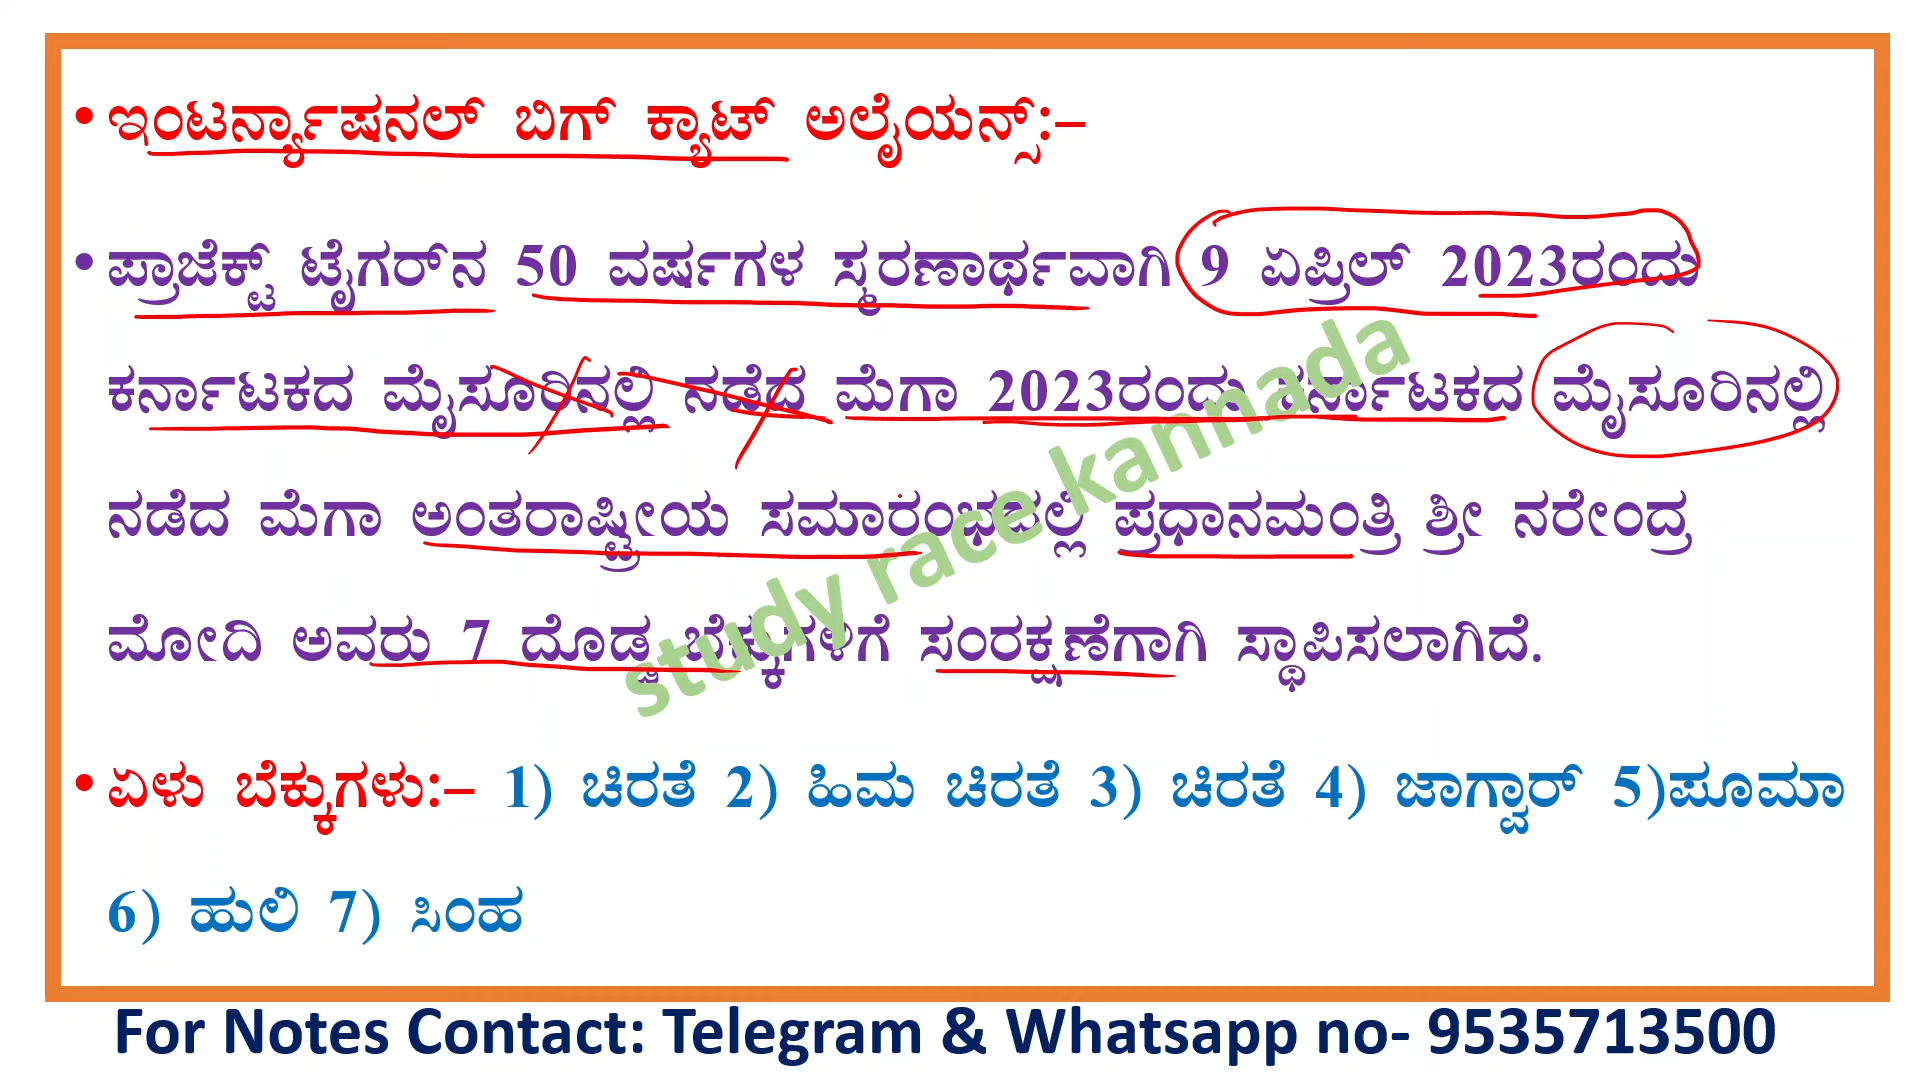 • ಇಂಟರ್ನ್ಯಾಷನಲ್ ಬಿಗ್ ಕ್ಯಾಟ್ ಅಲೈಯನ್ಸ್:–
• ಪ್ರಾಜೆಕ್ಟ್ ಟೈಗರ್‌ನ 50 ವರ್ಷಗಳ ಸ್ಮರಣಾರ್ಥವಾಗಿ 9 ಏಪ್ರಿಲ್ 2023ರಂದು
ಕರ್ನಾಟಕದ ಮೈಸೂರಿನಲ್ಲಿ ನಡೆದ ಮೆಗಾ 2023ರಂದು ಕರ್ನಾಟಕದ ಮೈಸೂರಿನಲ್ಲಿ
ನಡೆದ ಮೆಗಾ ಅಂತರಾಷ್ಟ್ರೀಯ ಸಮಾರಂಭದಲ್ಲಿ ಪ್ರಧಾನಮಂತ್ರಿ ಶ್ರೀ ನರೇಂದ್ರ
ಮೋದಿ ಅವರು 7 ದೊಡ್ಡ ಬೆಕ್ಕುಗಳಿಗೆ ಸಂರಕ್ಷಣೆಗಾಗಿ ಸ್ಥಾಪಿಸಲಾಗಿದೆ.
study race kannada
• ಏಳು ಬೆಕ್ಕುಗಳು:– 1) ಚಿರತೆ 2) ಹಿಮ ಚಿರತೆ 3) ಚಿರತೆ 4) ಜಾಗ್ವಾರ್ 5)ಪೂಮಾ
6) ಹುಲಿ 7) ಸಿಂಹ
For Notes Contact: Telegram & Whatsapp no- 9535713500